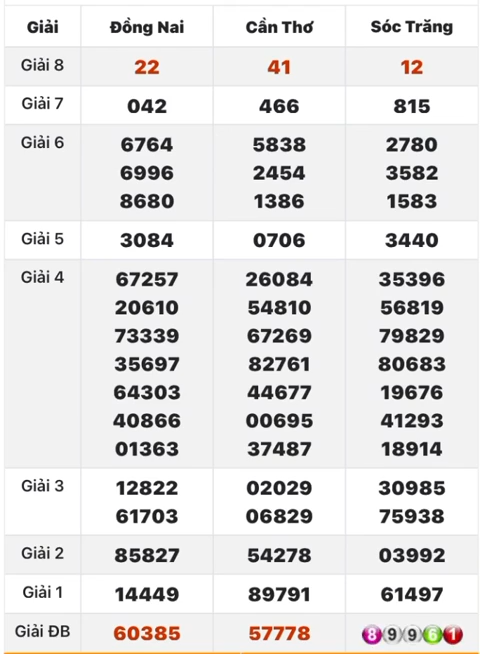 Giải Đồng Nai Cần Thơ Sóc Trăng
Giải 8 22 41 12
Giải 7 042 466 815
Giải 6 6764 5838 2780
6996 2454 3582
8680 1386 1583
Giải 5 3084 0706 3440
Giải 4 67257 26084 35396
20610 54810 56819
73339 67269 79829
35697 82761 80683
64303 44677 19676
40866 00695 41293
01363 37487 18914
Giải 3 12822 02029 30985
61703 06829 75938
Giải 2 85827 54278 03992
Giải 1 14449 89791 61497
Giải ĐB 60385 57778 89961